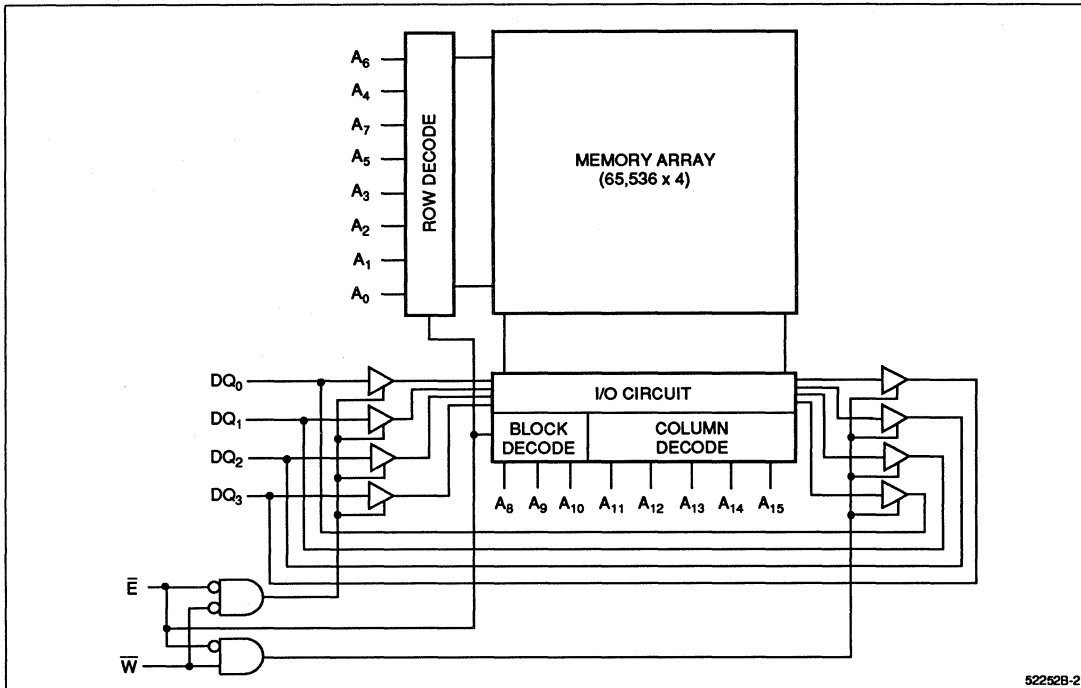 A₆
A₄
A₇
A₅
A₃
A₂
A₁
A₀
ROW DECODE
MEMORY ARRAY
(65,536 x 4)
DQ₀
DQ₁
DQ₂
DQ₃
I/O CIRCUIT
BLOCK
DECODE
COLUMN
DECODE
A₈ A₉ A₁₀ A₁₁ A₁₂ A₁₃ A₁₄ A₁₅
E̅
W̅
52252B-2